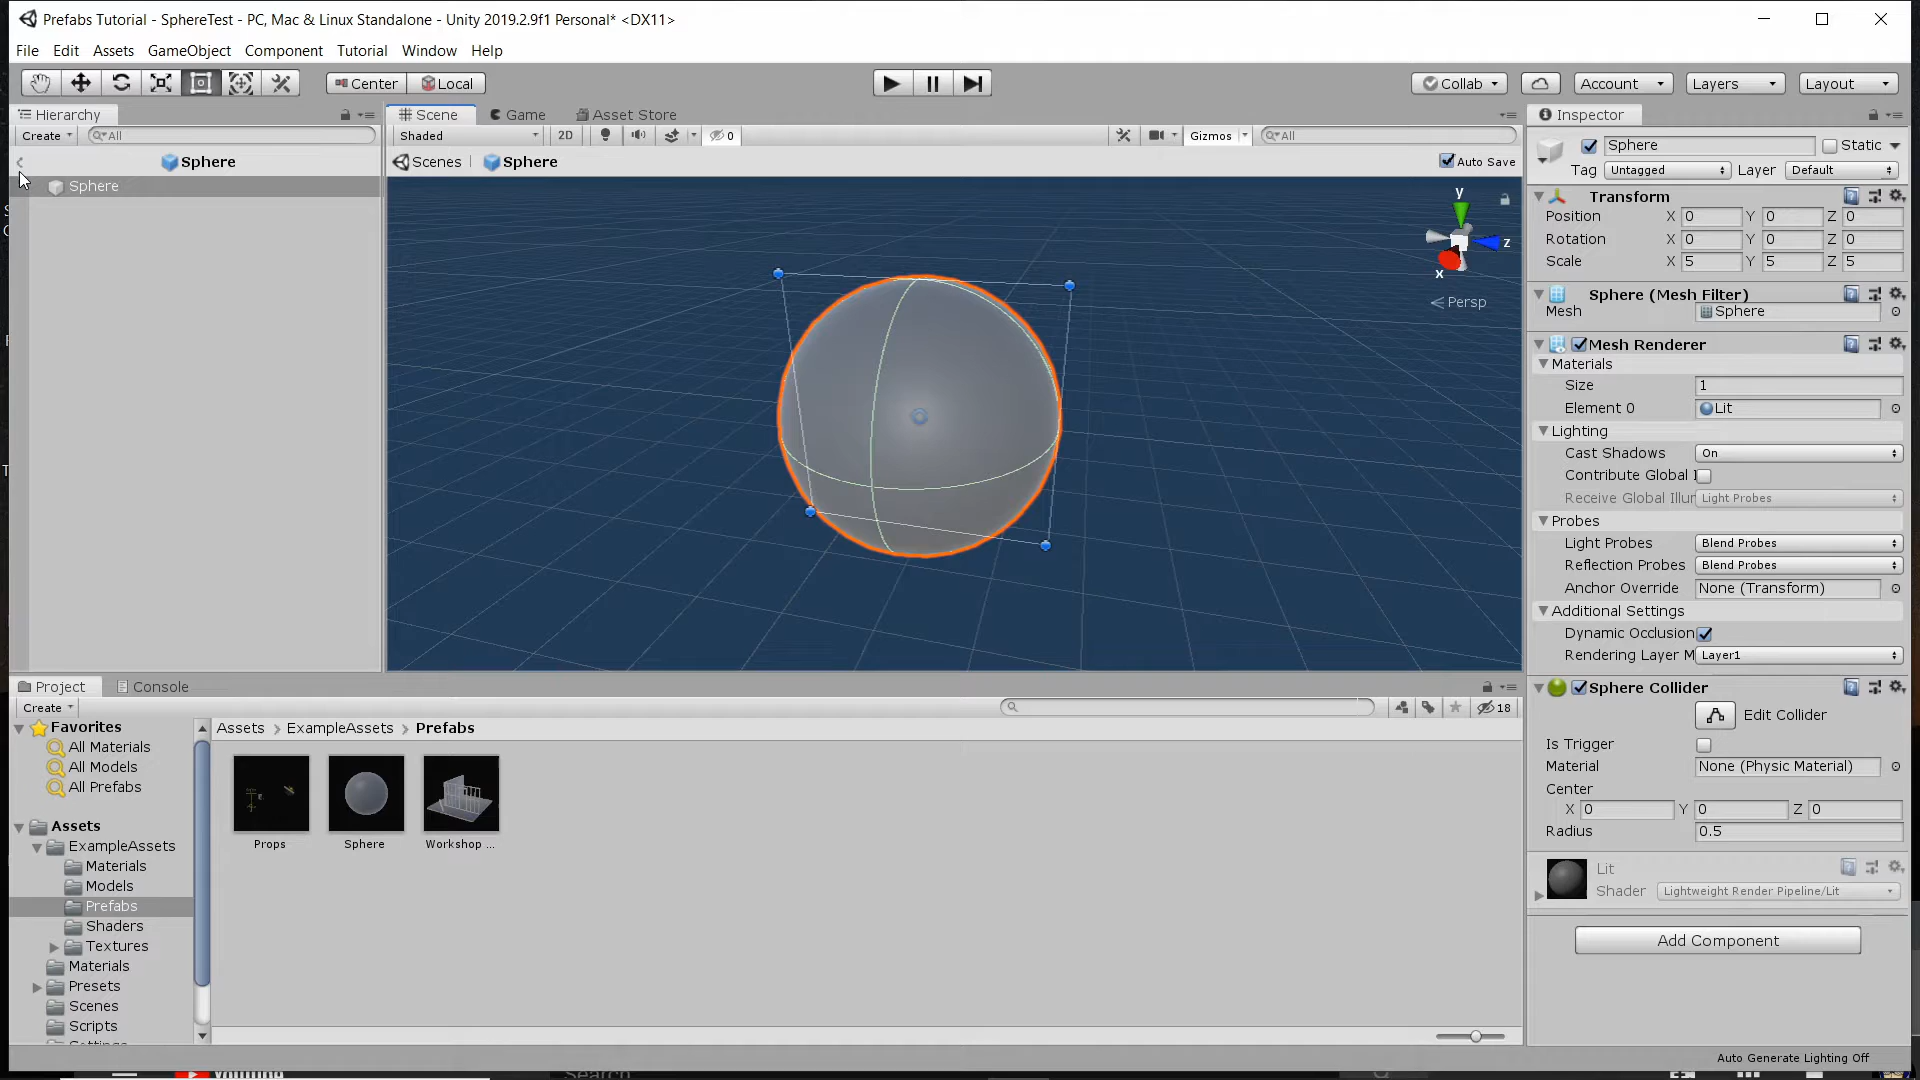 Prefabs Tutorial - SphereTest - PC, Mac & Linux Standalone - Unity 2019.2.9f1 Personal* <DX11>
File Edit Assets GameObject Component Tutorial Window Help
Center Local Collab Account Layers Layout
Hierarchy
Create All
Sphere
Sphere
Scene Game Asset Store
Shaded 2D 0 Gizmos All
Scenes Sphere Auto Save
y
z
x
Persp
Inspector
Sphere Static
Tag Untagged Layer Default
Transform
Position X 0 Y 0 Z 0
Rotation X 0 Y 0 Z 0
Scale X 5 Y 5 Z 5
Sphere (Mesh Filter)
Mesh Sphere
Mesh Renderer
Materials
Size 1
Element 0 Lit
Lighting
Cast Shadows On
Contribute Global I
Receive Global Illur Light Probes
Probes
Light Probes Blend Probes
Reflection Probes Blend Probes
Anchor Override None (Transform)
Additional Settings
Dynamic Occlusion
Rendering Layer M Layer1
Sphere Collider
Edit Collider
Is Trigger
Material None (Physic Material)
Center
X 0 Y 0 Z 0
Radius 0.5
Lit
Shader Lightweight Render Pipeline/Lit
Add Component
Project Console
Create 18
Favorites
All Materials
All Models
All Prefabs
Assets
ExampleAssets
Materials
Models
Prefabs
Shaders
Textures
Materials
Presets
Scenes
Scripts
Assets > ExampleAssets > Prefabs
Props Sphere Workshop ...
Auto Generate Lighting Off